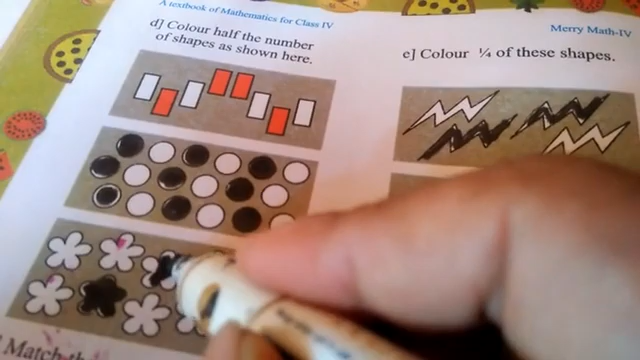 A textbook of Mathematics for Class IV
Merry Math-IV
d] Colour half the number
of shapes as shown here.
e] Colour ¼ of these shapes.
Match